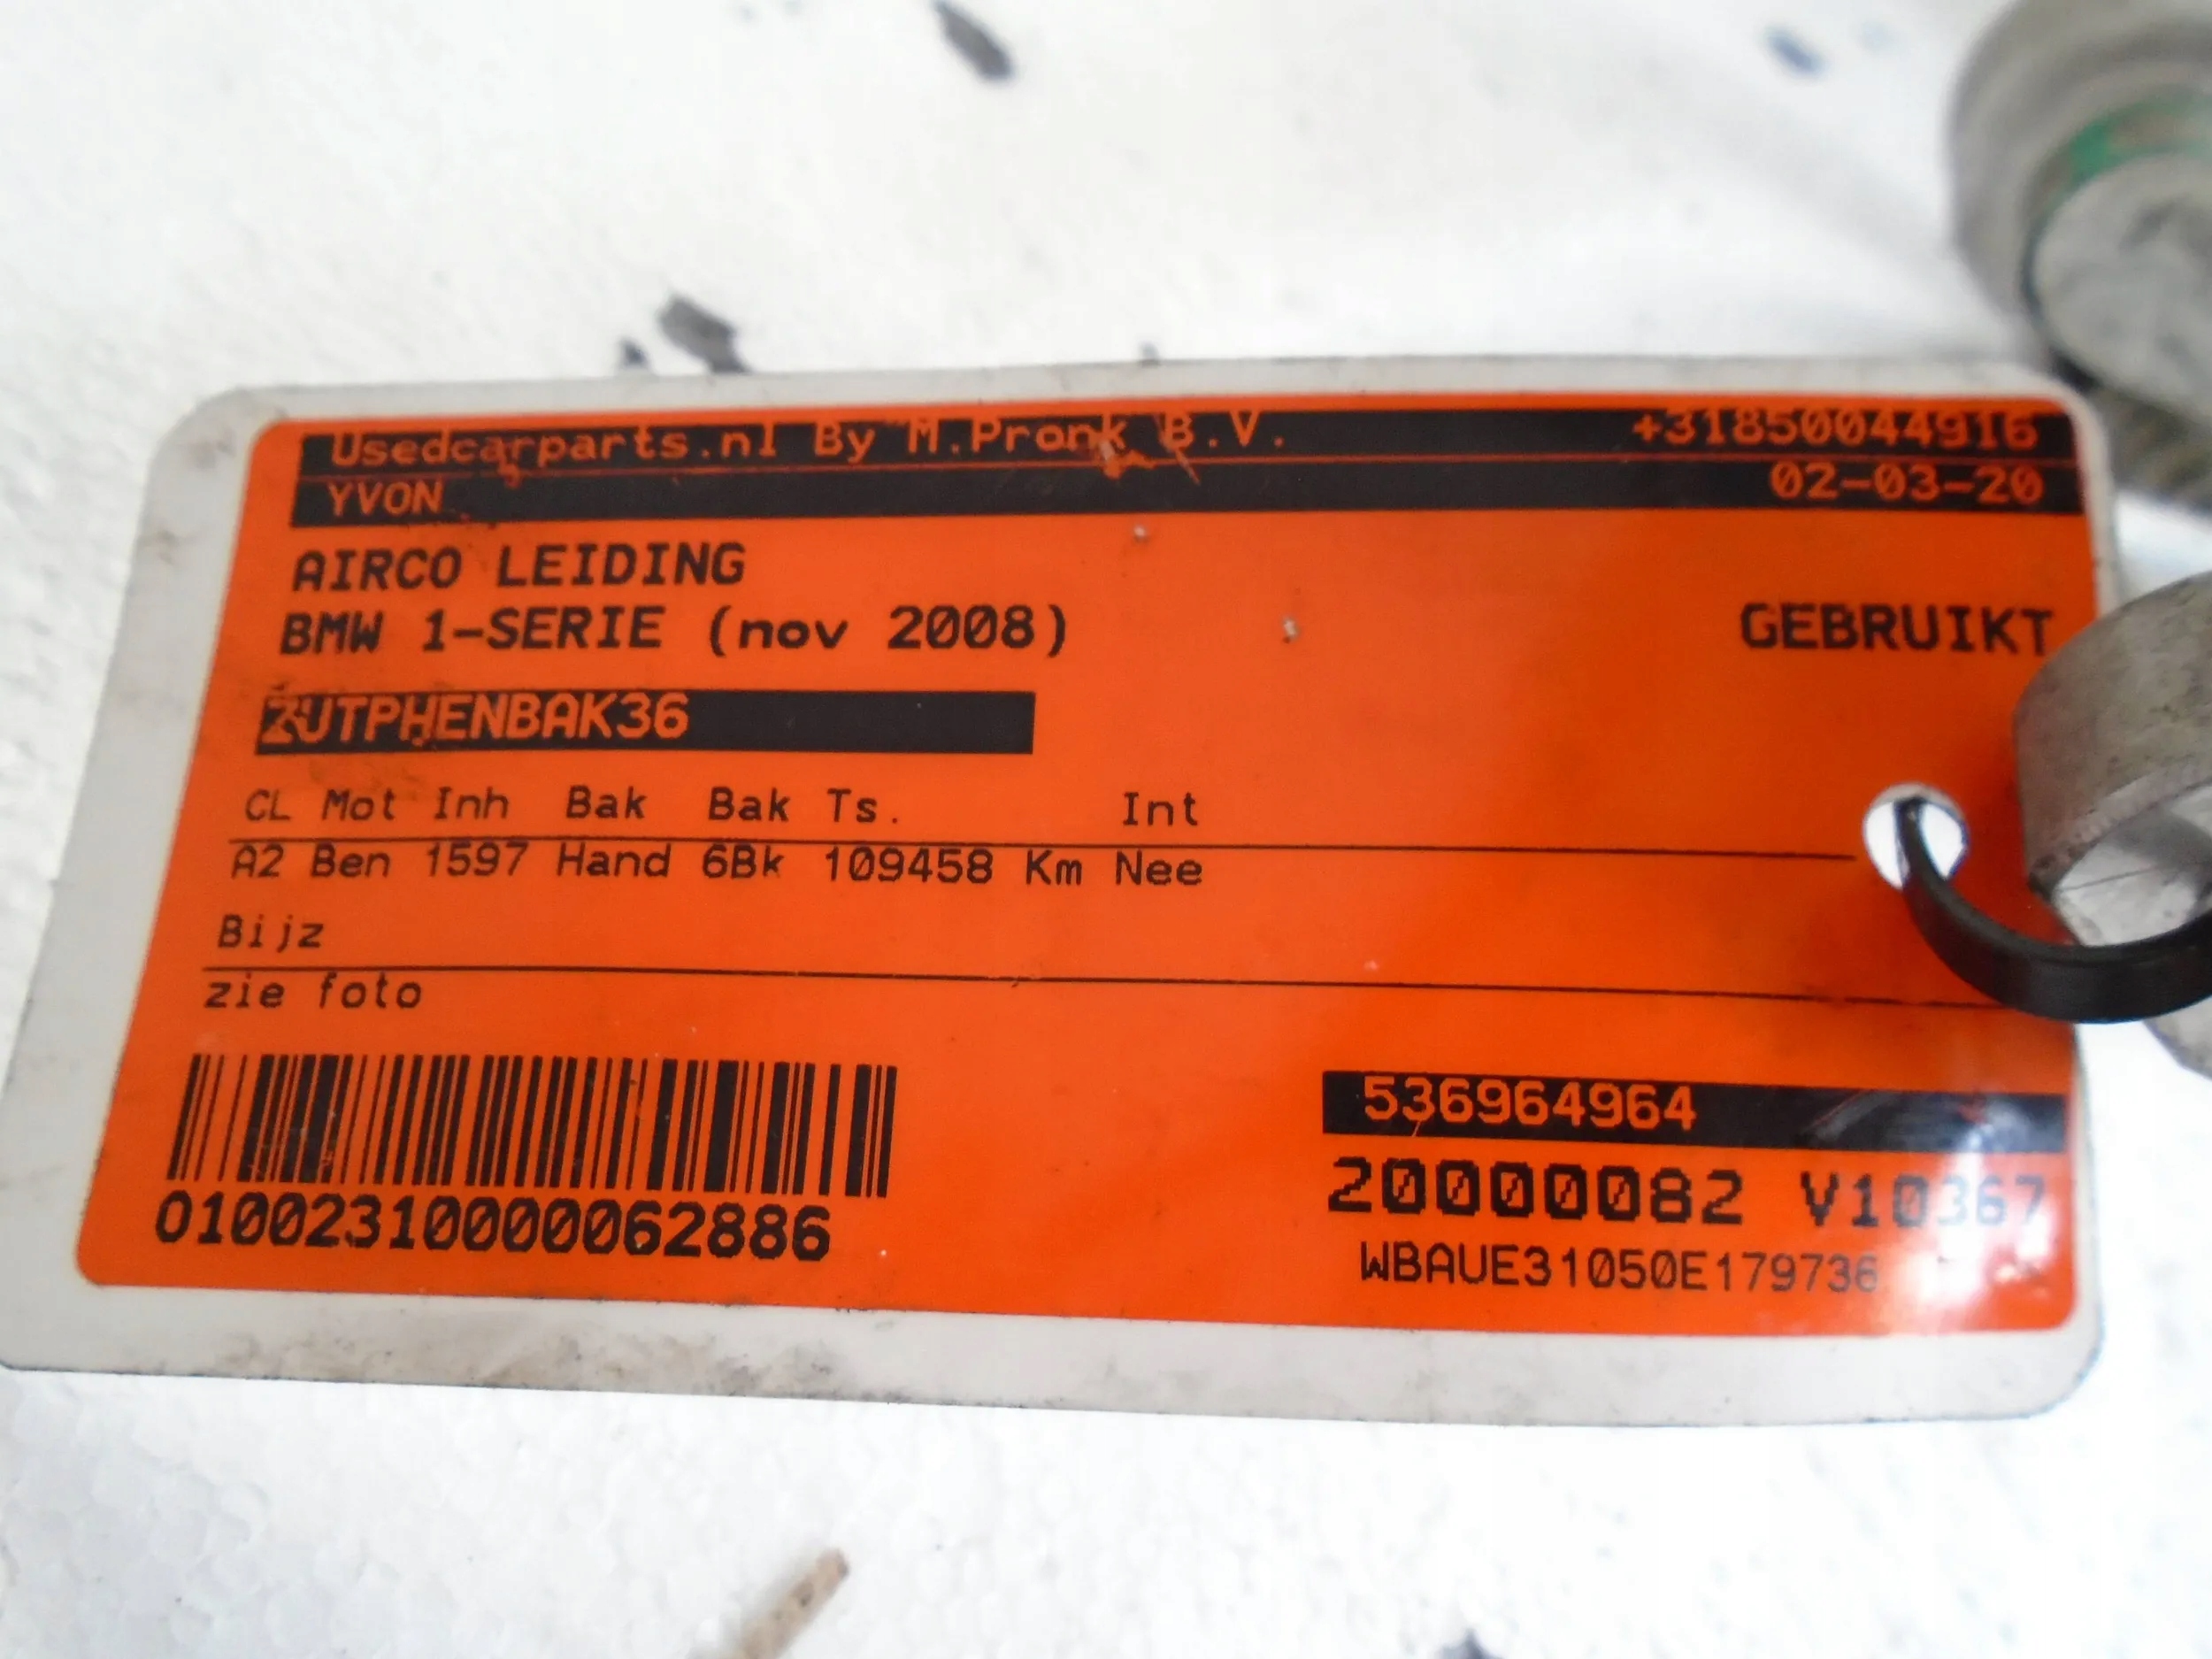 Usedcarparts.nl By M.Pronk B.V. +31850044916
YVON 02-03-20
AIRCO LEIDING
BMW 1-SERIE (nov 2008) GEBRUIKT
ZUTPHENBAK36
CL Mot Inh Bak Bak Ts. Int
A2 Ben 1597 Hand 6Bk 109458 Km Nee
Bijz
zie foto
536964964
20000082 V10367
01002310000062886
WBAUE31050E179736